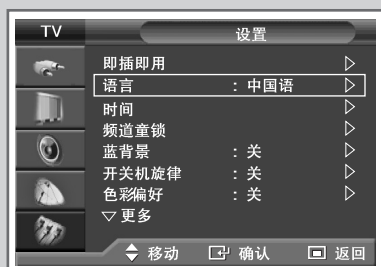 TV 设置
即插即用
语言 : 中国语
时间
频道童锁
蓝背景 : 关
开关机旋律 : 关
色彩偏好 : 关
▽更多
移动 确认 返回